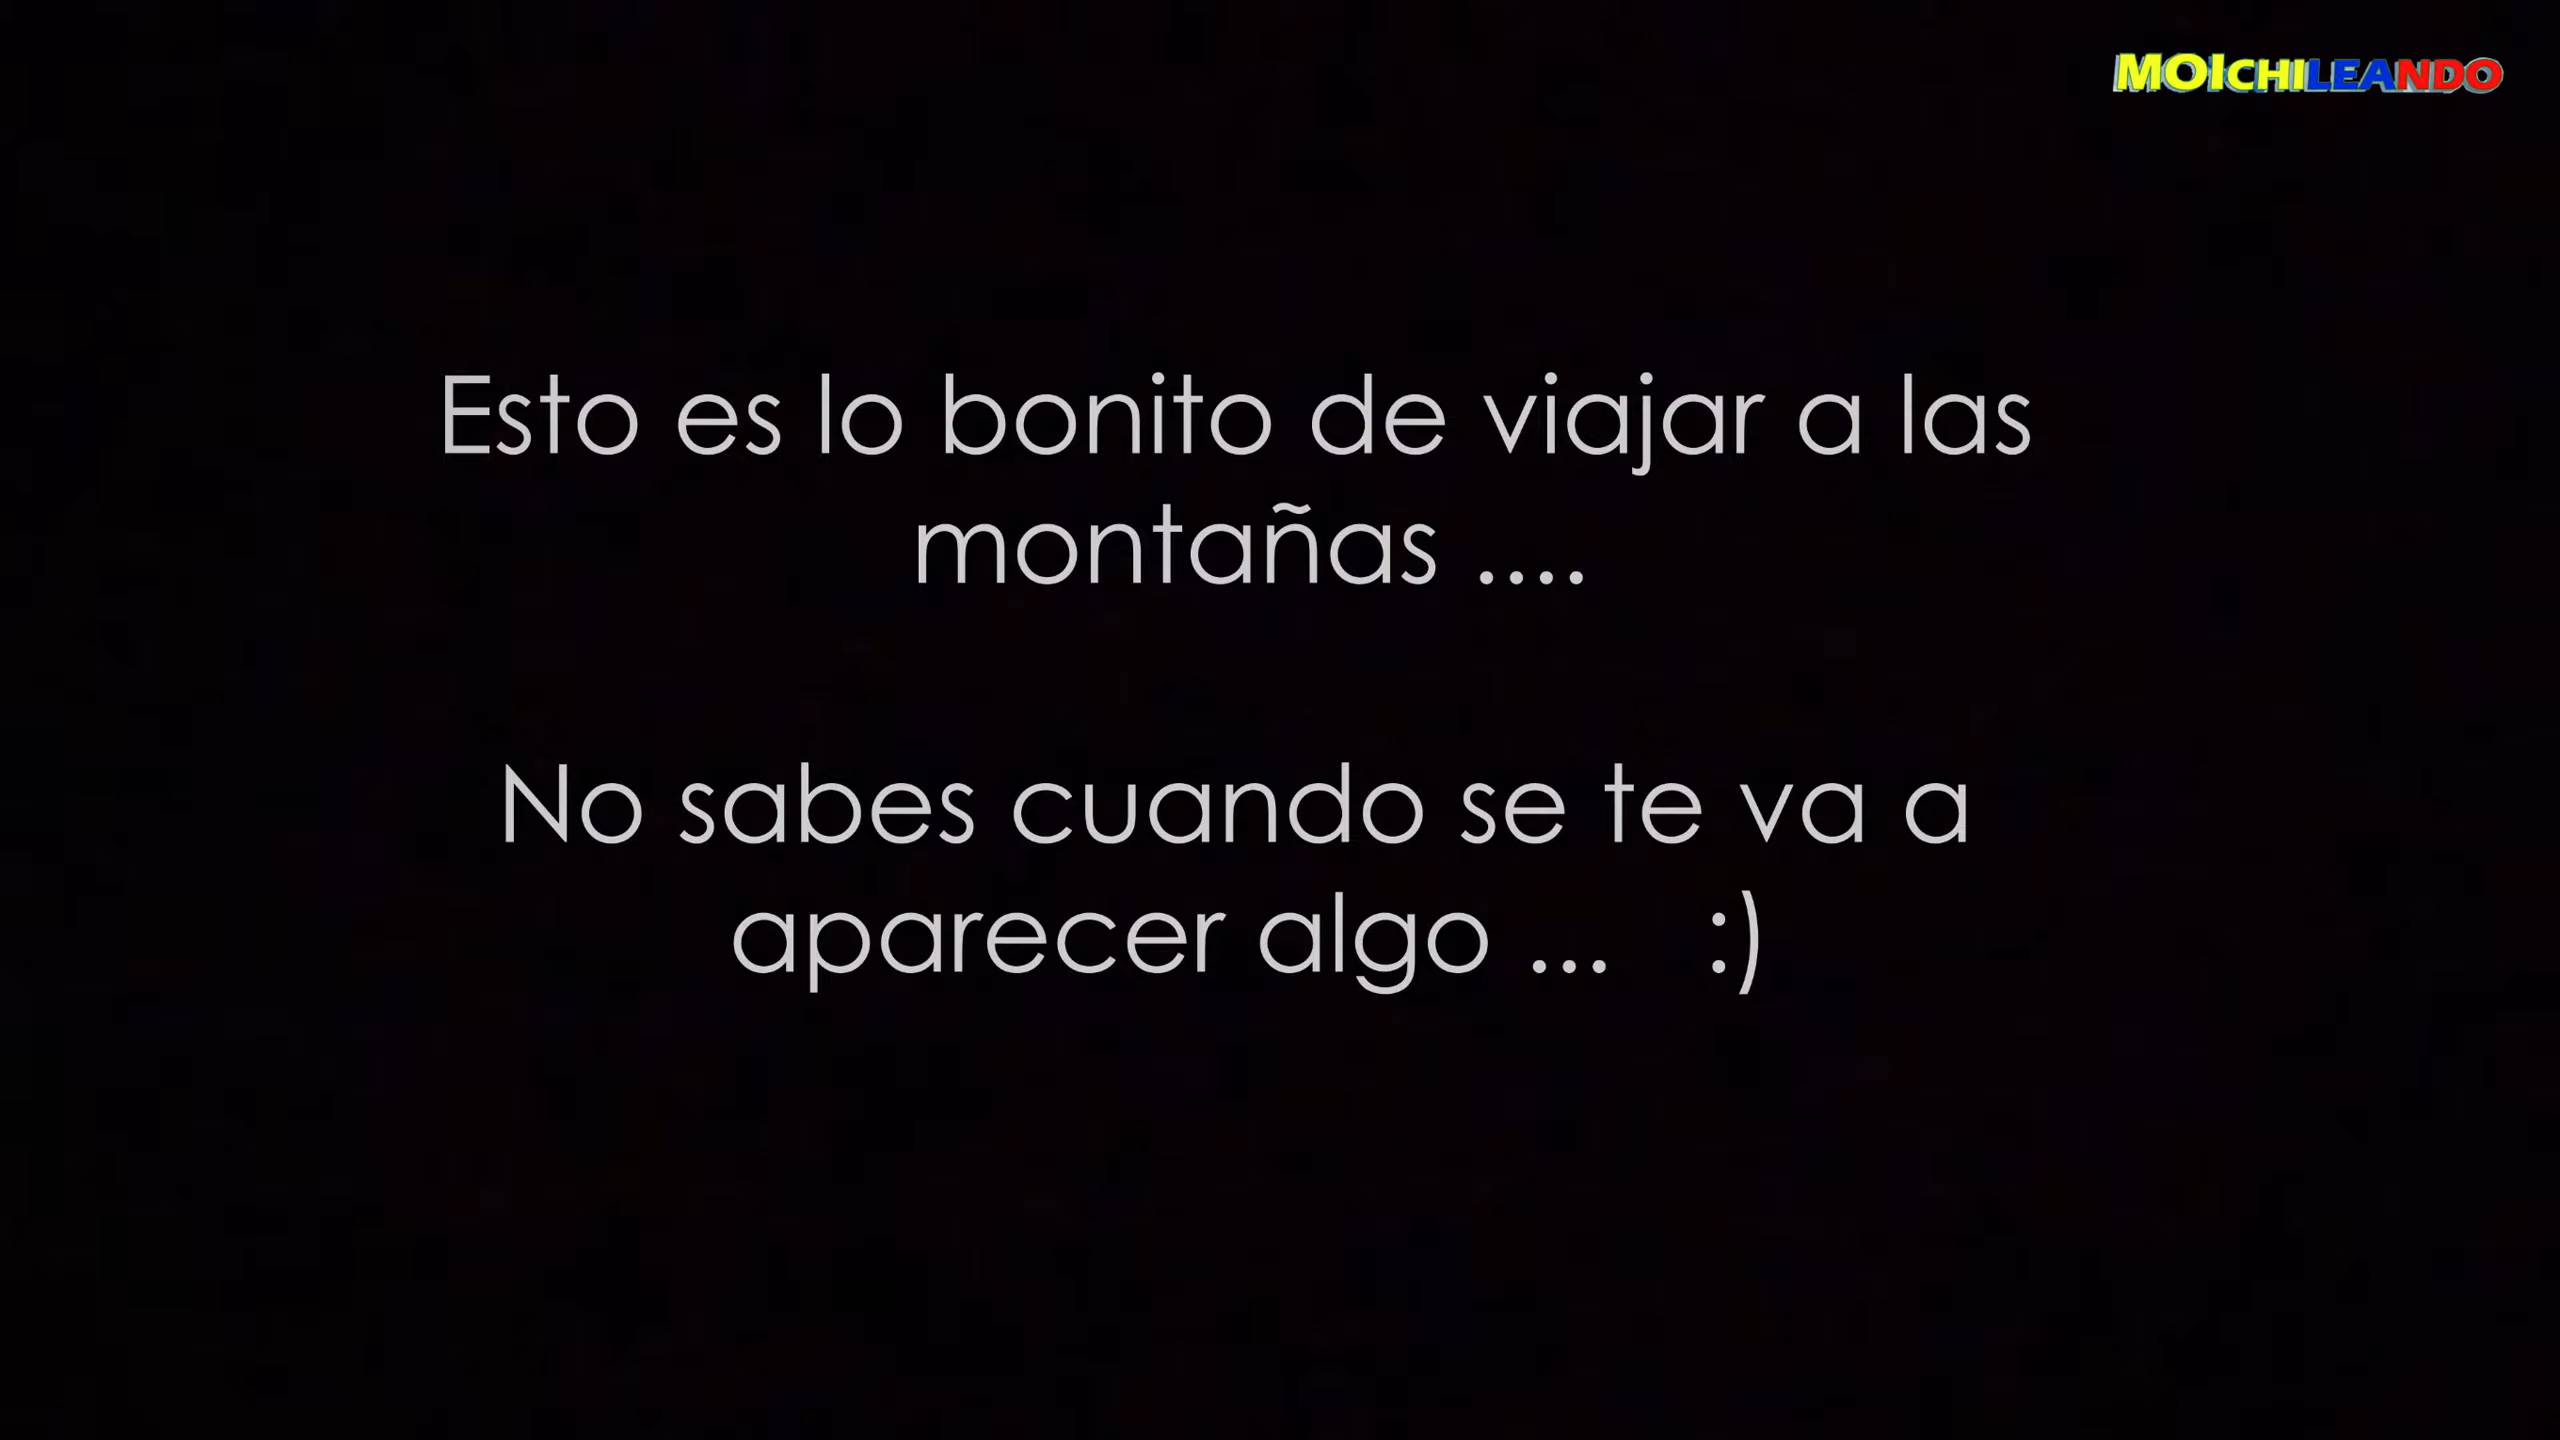 MOICHILEANDO
Esto es lo bonito de viajar a las
montañas ....
No sabes cuando se te va a
aparecer algo ... :)